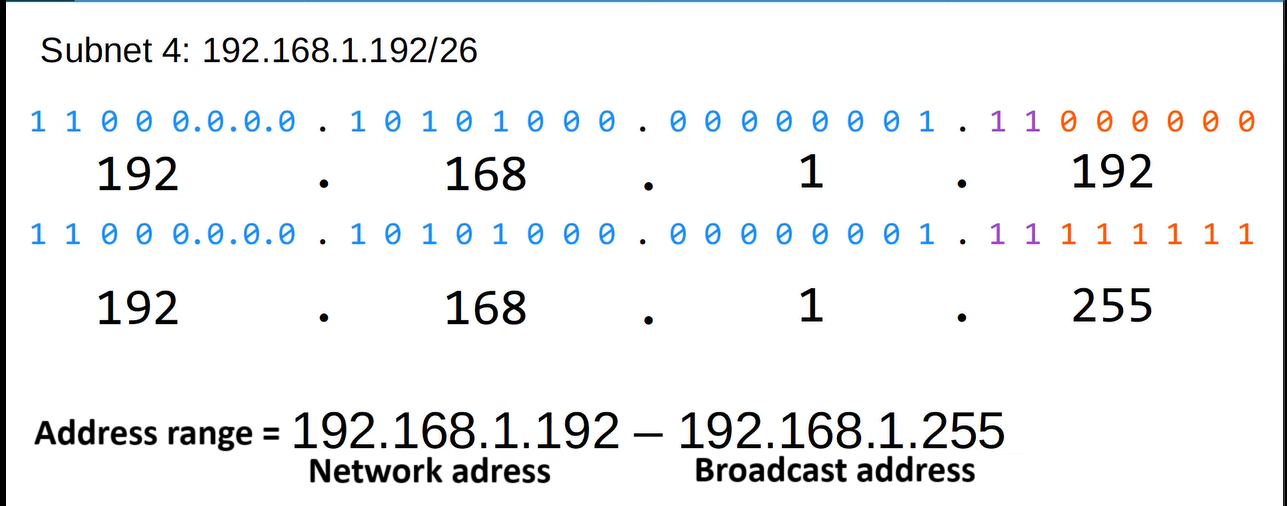 Subnet 4: 192.168.1.192/26
1 1 0 0 0.0.0.0 . 1 0 1 0 1 0 0 0 . 0 0 0 0 0 0 0 1 . 1 1 0 0 0 0 0 0
192 . 168 . 1 . 192
1 1 0 0 0.0.0.0 . 1 0 1 0 1 0 0 0 . 0 0 0 0 0 0 0 1 . 1 1 1 1 1 1 1 1
192 . 168 . 1 . 255
Address range = 192.168.1.192 – 192.168.1.255
Network adress Broadcast address